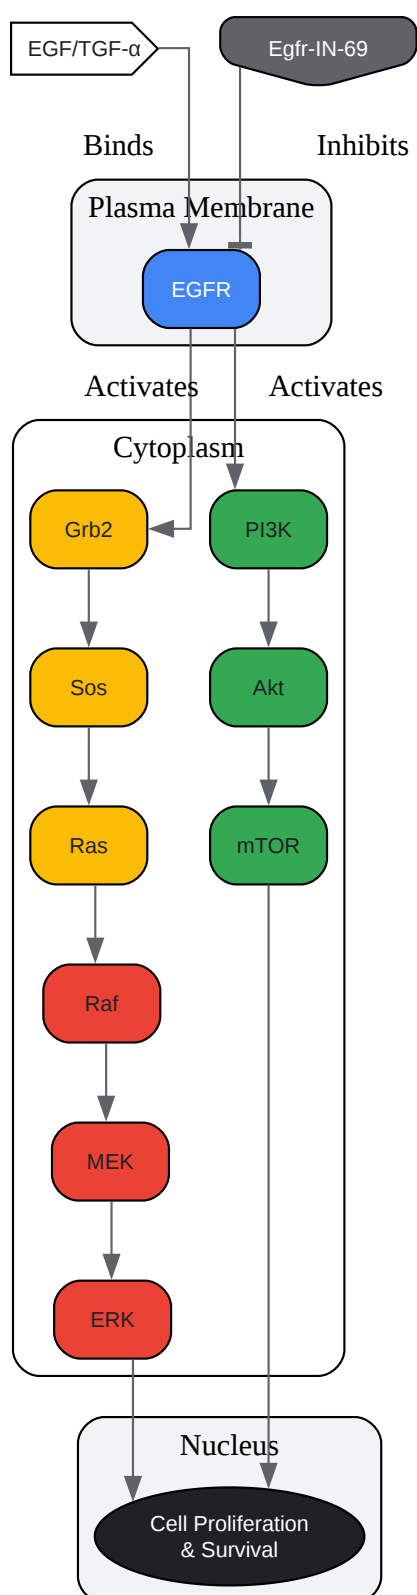 EGF/TGF-α
Egfr-IN-69
Binds
Inhibits
Plasma Membrane
EGFR
Activates
Activates
Cytoplasm
Grb2
PI3K
Sos
Akt
Ras
mTOR
Raf
MEK
ERK
Nucleus
Cell Proliferation
& Survival